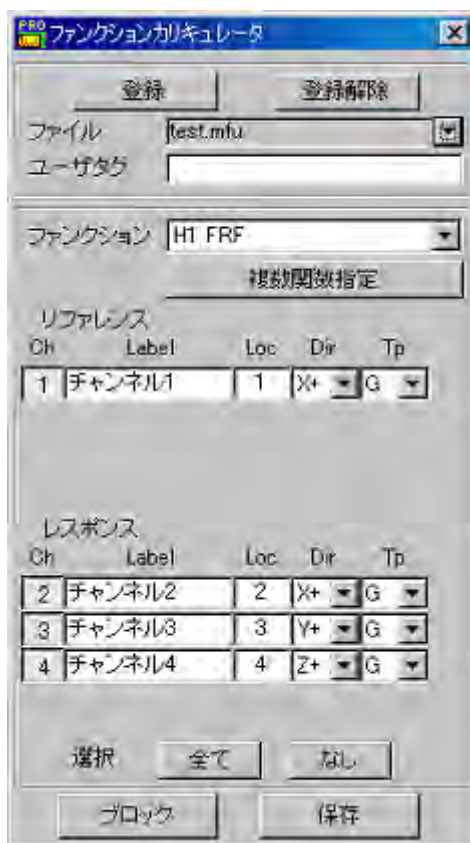 PRO ファンクションカリキュレータ
登録 登録解除
ファイル test.mfu
ユーザタグ
ファンクション H1 FRF
複数関数指定
リファレンス
Ch Label Loc Dir Tp
1 チャンネル1 1 X+ G
レスポンス
Ch Label Loc Dir Tp
2 チャンネル2 2 X+ G
3 チャンネル3 3 Y+ G
4 チャンネル4 4 Z+ G
選択 全て なし
ブロック 保存